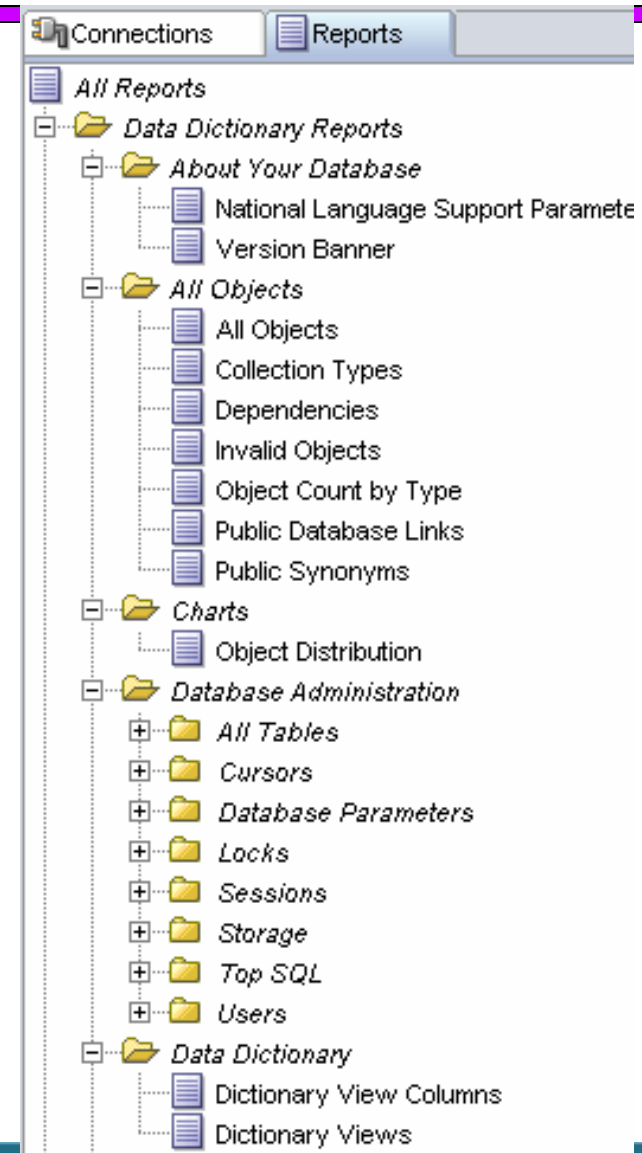 Connections Reports
All Reports
Data Dictionary Reports
About Your Database
National Language Support Paramete
Version Banner
All Objects
All Objects
Collection Types
Dependencies
Invalid Objects
Object Count by Type
Public Database Links
Public Synonyms
Charts
Object Distribution
Database Administration
All Tables
Cursors
Database Parameters
Locks
Sessions
Storage
Top SQL
Users
Data Dictionary
Dictionary View Columns
Dictionary Views